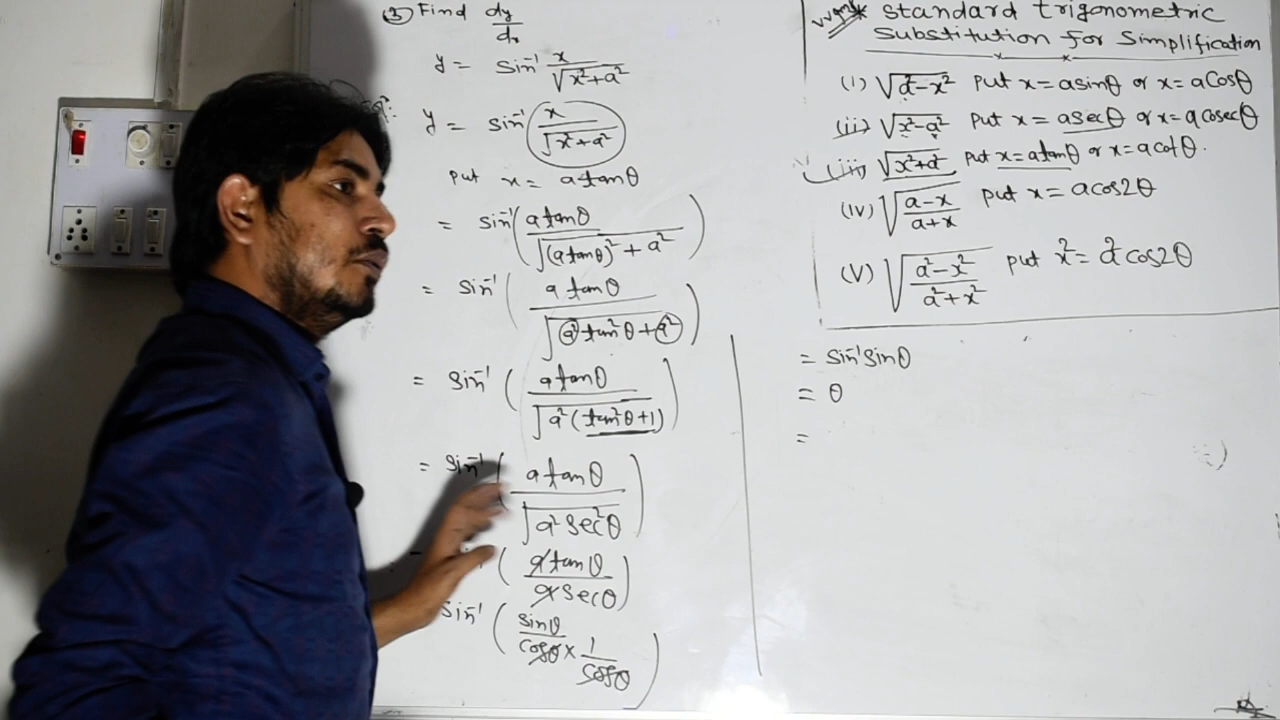 ③ Find dy/dx
y = sin⁻¹ x/√(x²+a²)
y = sin⁻¹ (x/√(x²+a²))
put x = a tanθ
= sin⁻¹(a tanθ/√((a tanθ)² + a²))
= sin⁻¹(a tanθ/√(a² tan²θ + a²))
= sin⁻¹(a tanθ/√(a²(tan²θ+1)))
= sin⁻¹(a tanθ/√(a² sec²θ))
(a tanθ/a secθ)
sin⁻¹(sinθ/cosθ × 1/cosθ)
standard trigonometric
substitution for simplification
(i) √(a²-x²) put x = a sinθ or x = a cosθ
(ii) √(x²-a²) put x = a secθ or x = a cosecθ
(iii) √(x²+a²) put x = a tanθ or x = a cotθ.
(iv) √((a-x)/(a+x)) put x = a cos2θ
(v) √((a²-x²)/(a²+x²)) put x² = a² cos2θ
= sin⁻¹ sinθ
= θ
=